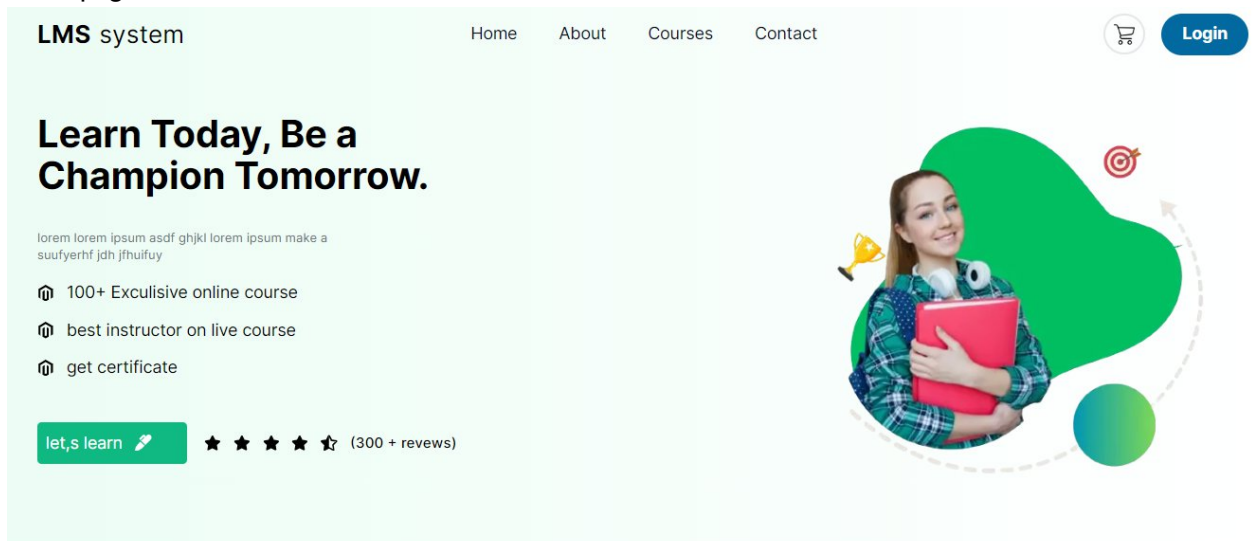 LMS system
Home
About
Courses
Contact
Login
Learn Today, Be a
Champion Tomorrow.
lorem lorem ipsum asdf ghjkl lorem ipsum make a
suufyerhf jdh jfhuifuy
100+ Exculisive online course
best instructor on live course
get certificate
let,s learn
(300 + revews)